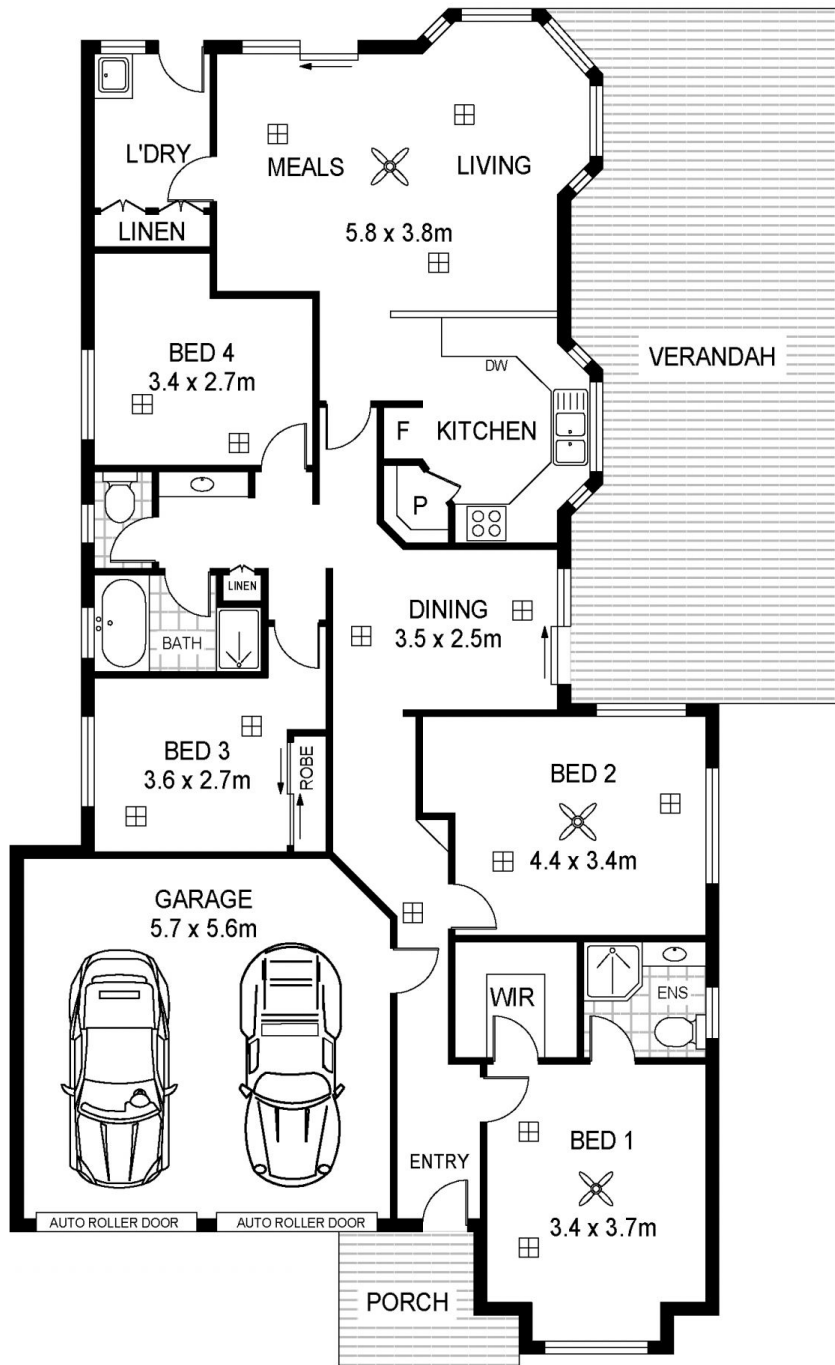 L'DRY
MEALS
LIVING
LINEN
5.8 x 3.8m
BED 4
3.4 x 2.7m
VERANDAH
DW
F
KITCHEN
P
LINEN
DINING
3.5 x 2.5m
BATH
BED 3
3.6 x 2.7m
ROBE
BED 2
4.4 x 3.4m
GARAGE
5.7 x 5.6m
WIR
ENS
BED 1
ENTRY
3.4 x 3.7m
AUTO ROLLER DOOR
AUTO ROLLER DOOR
PORCH